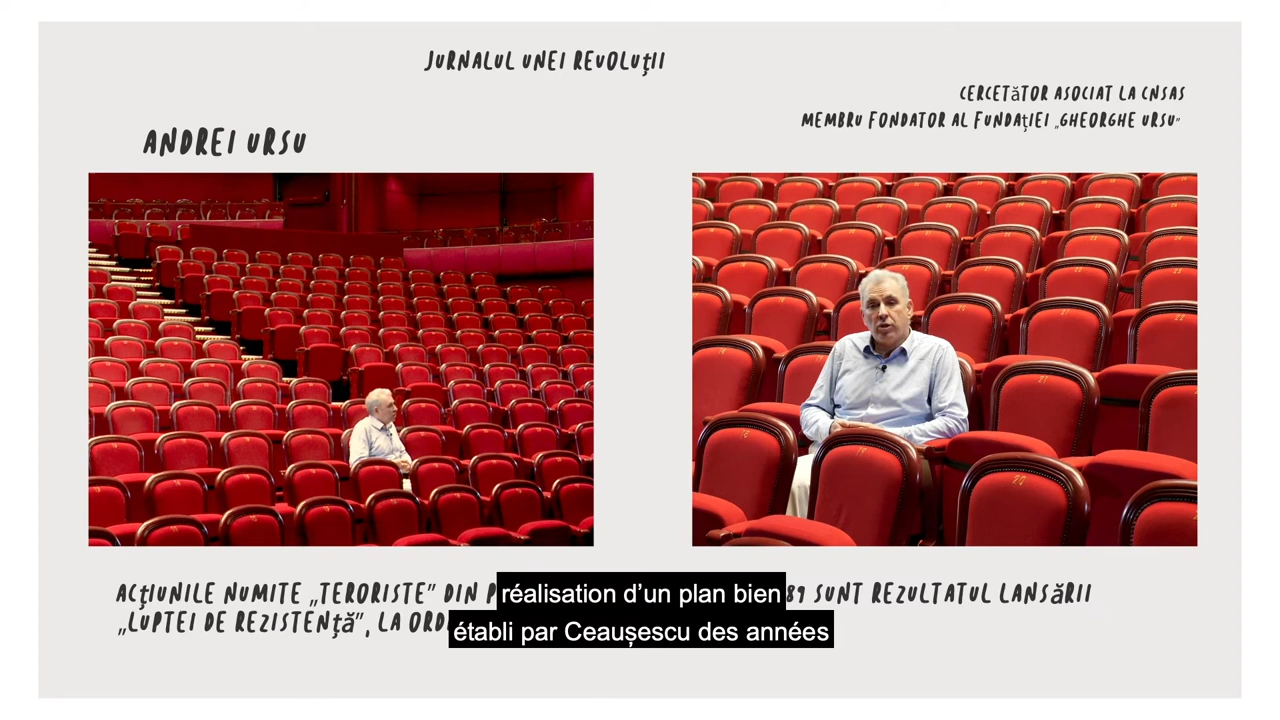 JURNALUL UNEI REVOLUȚII
CERCETĂTOR ASOCIAT LA CNSAS
MEMBRU FONDATOR AL FUNDAȚIEI „GHEORGHE URSU”
ANDREI URSU
ACȚIUNILE NUMITE „TERORISTE” DIN 89 SUNT REZULTATUL LANSĂRII
„LUPTEI DE REZISTENȚĂ”, LA
réalisation d’un plan bien
établi par Ceaușescu des années